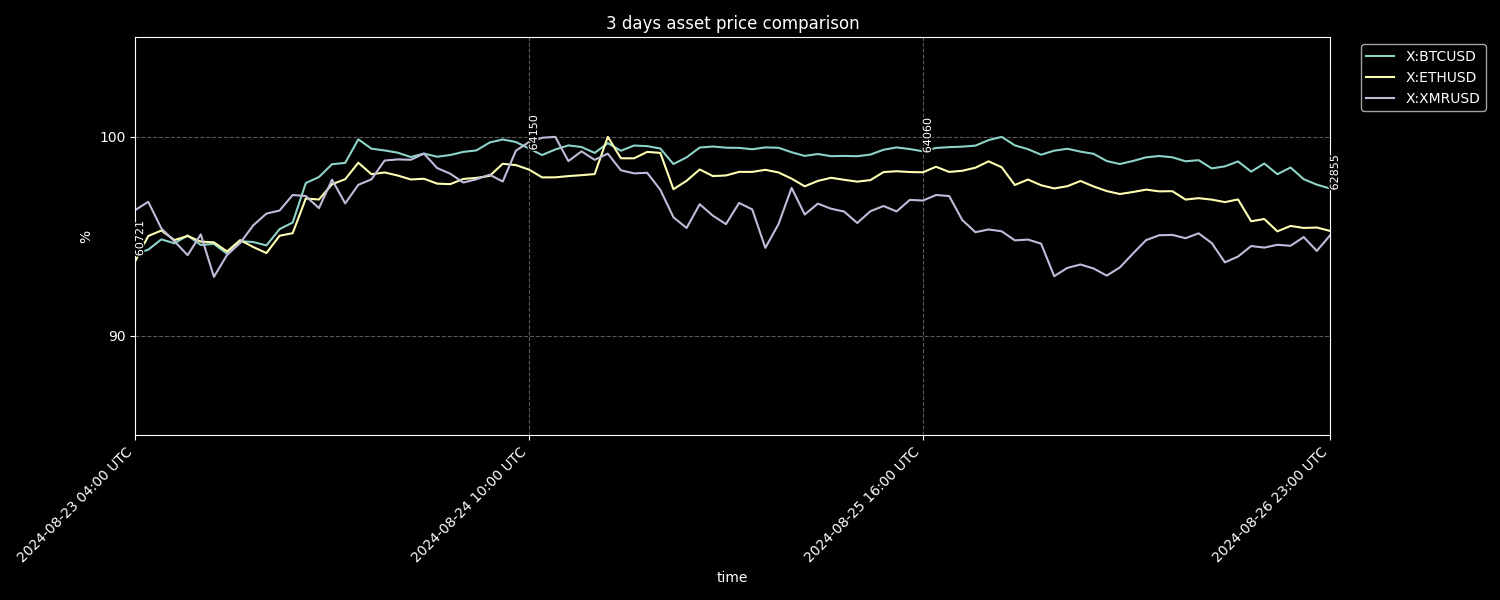 3 days asset price comparison
X:BTCUSD
X:ETHUSD
X:XMRUSD
%
100
90
60721
64150
64060
62855
2024-08-23 04:00 UTC
2024-08-24 10:00 UTC
2024-08-25 16:00 UTC
2024-08-26 23:00 UTC
time